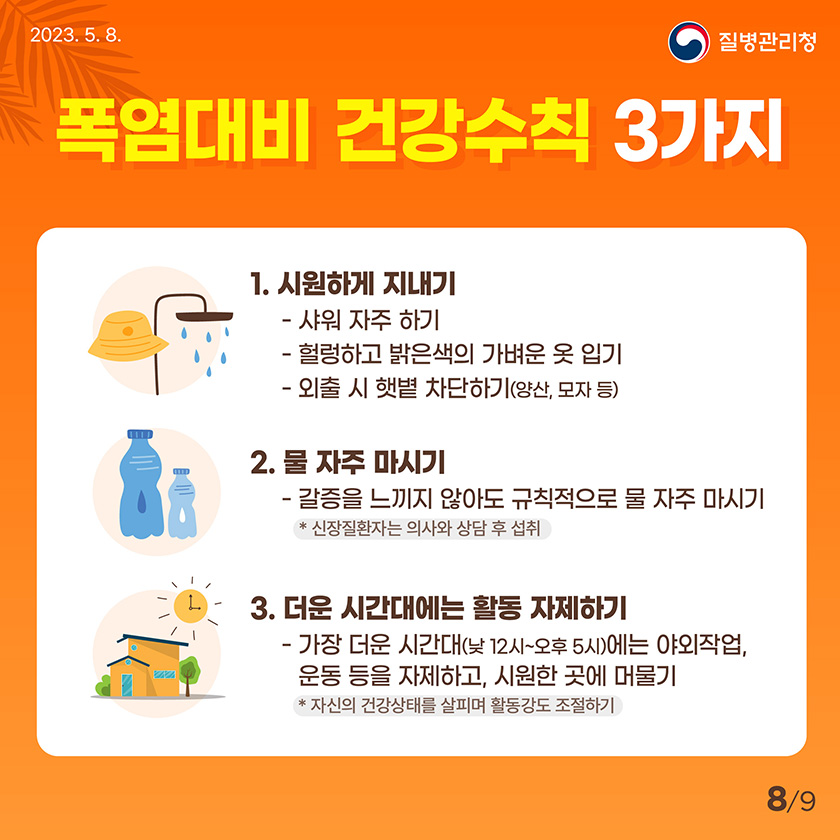 2023. 5. 8.
질병관리청
폭염대비 건강수칙 3가지
1. 시원하게 지내기
- 샤워 자주 하기
- 헐렁하고 밝은색의 가벼운 옷 입기
- 외출 시 햇볕 차단하기(양산, 모자 등)
2. 물 자주 마시기
- 갈증을 느끼지 않아도 규칙적으로 물 자주 마시기
* 신장질환자는 의사와 상담 후 섭취
3. 더운 시간대에는 활동 자제하기
- 가장 더운 시간대(낮 12시~오후 5시)에는 야외작업,
운동 등을 자제하고, 시원한 곳에 머물기
* 자신의 건강상태를 살피며 활동강도 조절하기
8/9